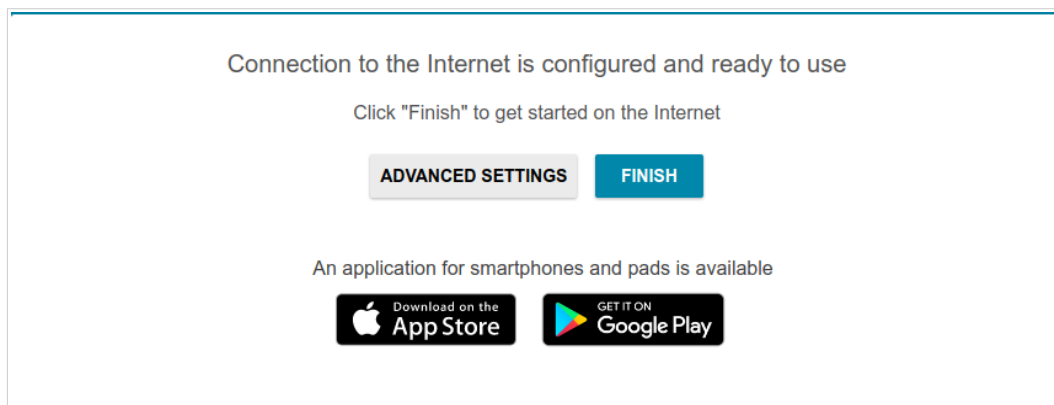 Connection to the Internet is configured and ready to use
Click "Finish" to get started on the Internet
ADVANCED SETTINGS
FINISH
An application for smartphones and pads is available
Download on the
App Store
GET IT ON
Google Play